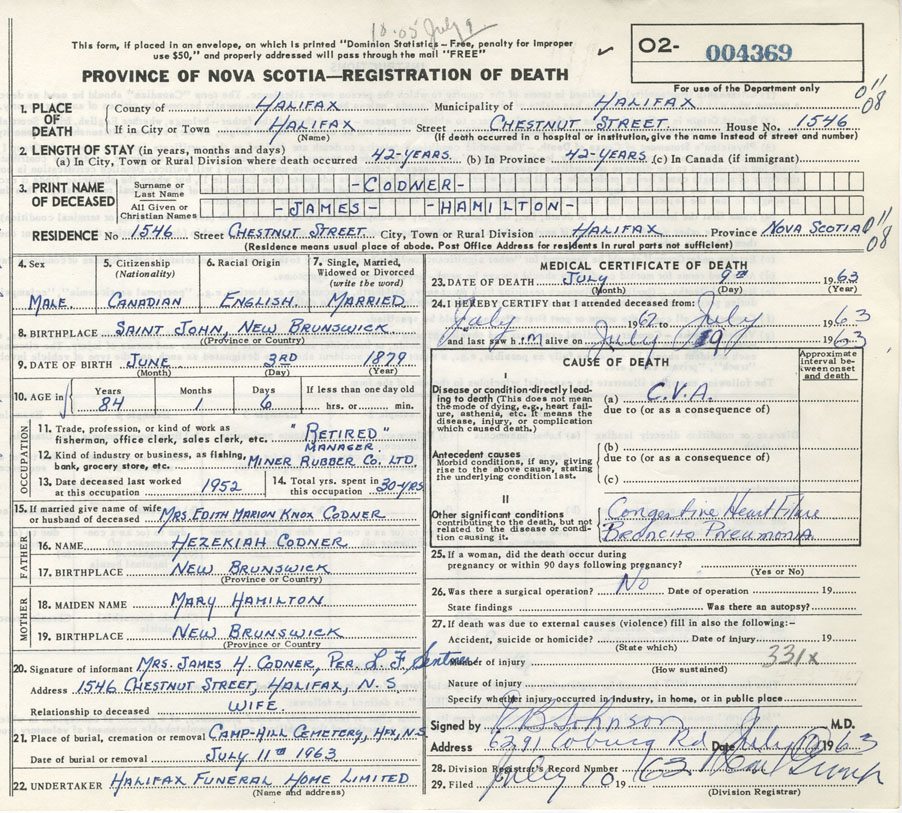 18.05 July 9
This form, if placed in an envelope, on which is printed "Dominion Statistics—Free, penalty for improper
use $50," and properly addressed will pass through the mail "FREE"
O2- 004369
PROVINCE OF NOVA SCOTIA—REGISTRATION OF DEATH
For use of the Department only
011
08
1. PLACE OF DEATH County of HALIFAX Municipality of HALIFAX
If in City or Town HALIFAX Street CHESTNUT STREET House No. 1546
(Name) (If death occurred in a hospital or institution, give the name instead of street and number)
2. LENGTH OF STAY (in years, months and days)
(a) In City, Town or Rural Division where death occurred 42-YEARS (b) In Province 42-YEARS (c) In Canada (if immigrant)
3. PRINT NAME OF DECEASED Surname or Last Name -CODNER-
All Given or Christian Names -JAMES- -HAMILTON-
RESIDENCE No 1546 Street CHESTNUT STREET City, Town or Rural Division HALIFAX Province NOVA SCOTIA 011
08
(Residence means usual place of abode. Post Office Address for residents in rural parts not sufficient)
4. Sex 5. Citizenship (Nationality) 6. Racial Origin 7. Single, Married, Widowed or Divorced (write the word)
MALE CANADIAN ENGLISH. MARRIED
8. BIRTHPLACE SAINT JOHN, NEW BRUNSWICK
(Province or Country)
9. DATE OF BIRTH JUNE 3RD 1879
(Month) (Day) (Year)
10. AGE in Years Months Days If less than one day old
84 1 6 hrs. or min.
OCCUPATION
11. Trade, profession, or kind of work as
fisherman, office clerk, sales clerk, etc. "RETIRED"
MANAGER
12. Kind of industry or business, as fishing,
bank, grocery store, etc. MINER RUBBER CO. LTD.
13. Date deceased last worked
at this occupation 1952
14. Total yrs. spent in
this occupation 30-YRS
15. If married give name of wife
or husband of deceased MRS. EDITH MARION KNOX CODNER
FATHER
16. NAME HEZEKIAH CODNER
17. BIRTHPLACE NEW BRUNSWICK
(Province or Country)
MOTHER
18. MAIDEN NAME MARY HAMILTON
19. BIRTHPLACE NEW BRUNSWICK
(Province or Country)
20. Signature of informant MRS. JAMES H. CODNER, PER. L. F.
Address 1546 CHESTNUT STREET, HALIFAX, N.S
Relationship to deceased WIFE.
21. Place of burial, cremation or removal CAMP-HILL CEMETERY, HFX, N.S.
Date of burial or removal JULY 11th 1963
22. UNDERTAKER HALIFAX FUNERAL HOME LIMITED
(Name and address)
MEDICAL CERTIFICATE OF DEATH
23. DATE OF DEATH July 9th 1963
(Month) (Day) (Year)
24. I HEREBY CERTIFY that I attended deceased from:
July 1962 to July 1963
and last saw him alive on July 9 1963
CAUSE OF DEATH
Approximate interval between onset and death
I
Disease or condition directly leading to death (This does not mean
the mode of dying, e.g., heart failure, asthenia, etc. It means the
disease, injury, or complication
which caused death.)
(a) C.V.A.
due to (or as a consequence of)
Antecedent causes
Morbid conditions, if any, giving
rise to the above cause, stating
the underlying condition last.
(b)
due to (or as a consequence of)
(c)
II
Other significant conditions
contributing to the death, but not
related to the disease or condition causing it.
Congestive Heart Filure
Broncito Pneumonia
25. If a woman, did the death occur during
pregnancy or within 90 days following pregnancy?
(Yes or No)
26. Was there a surgical operation? No Date of operation 19
State findings Was there an autopsy?
27. If death was due to external causes (violence) fill in also the following:—
Accident, suicide or homicide? Date of injury 19
(State which)
Manner of injury 331x
(How sustained)
Nature of injury
Specify whether injury occurred in industry, in home, or in public place
Signed by Johnson M.D.
Address 6291 Coburg Rd Date July 10 1963
28. Division Registrar's Record Number
29. Filed July 10 19 63
(Division Registrar)